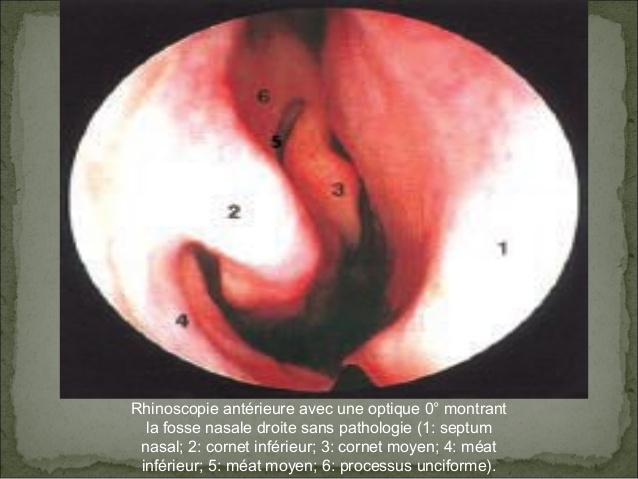 6
5
3
2
1
4
Rhinoscopie antérieure avec une optique 0° montrant
la fosse nasale droite sans pathologie (1: septum
nasal; 2: cornet inférieur; 3: cornet moyen; 4: méat
inférieur; 5: méat moyen; 6: processus unciforme).